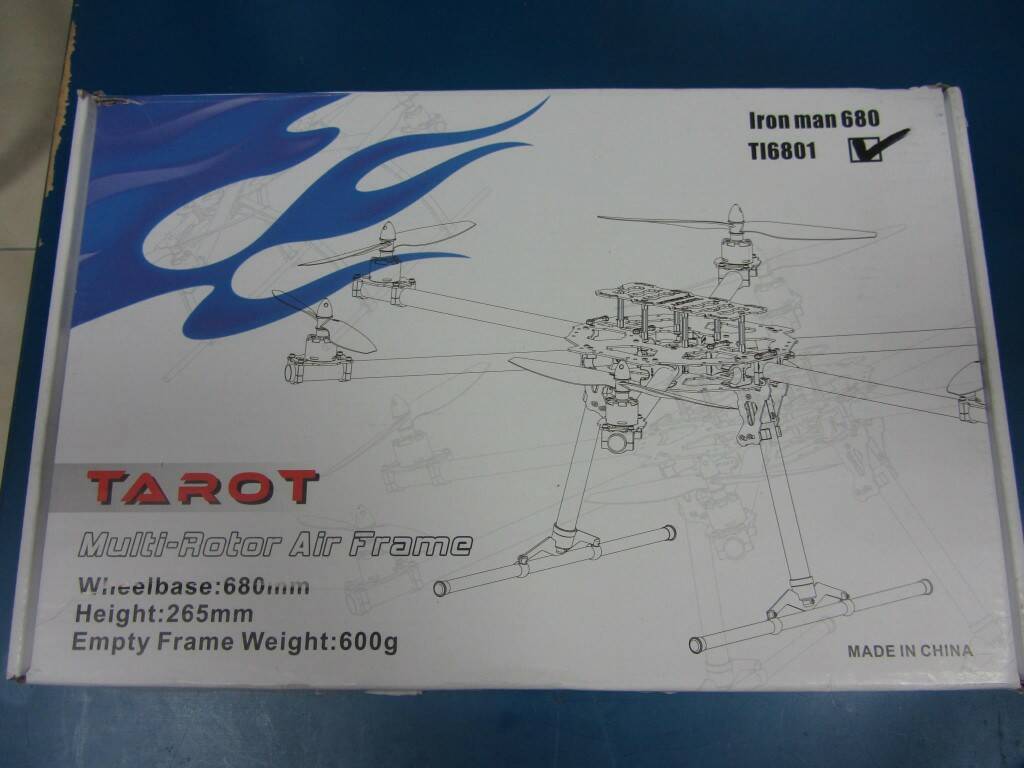 Iron man 680
TI6801
TAROT
Multi-Rotor Air Frame
Wheelbase:680mm
Height:265mm
Empty Frame Weight:600g
MADE IN CHINA